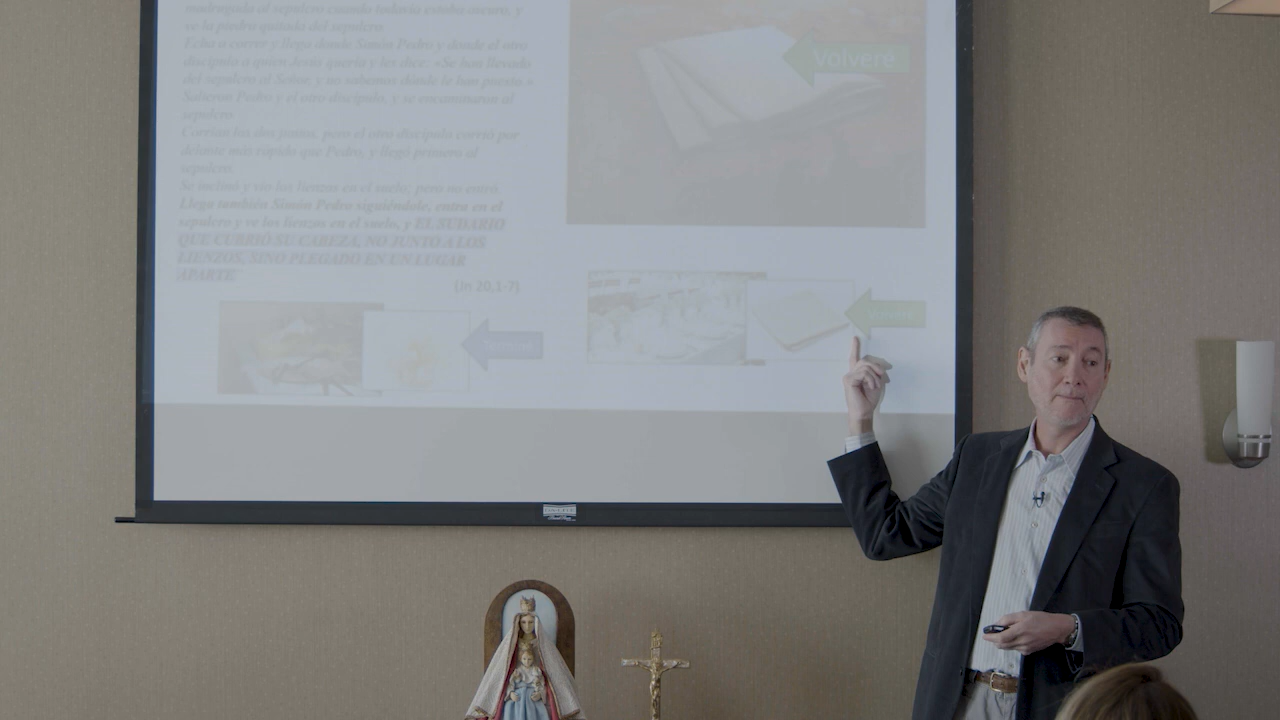 madrugada al sepulcro cuando todavía estaba oscuro, y
ve la piedra quitada del sepulcro.
Echa a correr y llega donde Simón Pedro y donde el otro
discípulo a quien Jesús quería y les dice: «Se han llevado
del sepulcro al Señor, y no sabemos dónde le han puesto.»
Salieron Pedro y el otro discípulo, y se encaminaron al
sepulcro.
Corrían los dos juntos, pero el otro discípulo corrió por
delante más rápido que Pedro, y llegó primero al
sepulcro.
Se inclinó y vio los lienzos en el suelo; pero no entró.
Llega también Simón Pedro siguiéndole, entra en el
sepulcro y ve los lienzos en el suelo, y EL SUDARIO
QUE CUBRIÓ SU CABEZA, NO JUNTO A LOS
LIENZOS, SINO PLEGADO EN UN LUGAR
APARTE.
(Jn 20,1-7)
Volveré